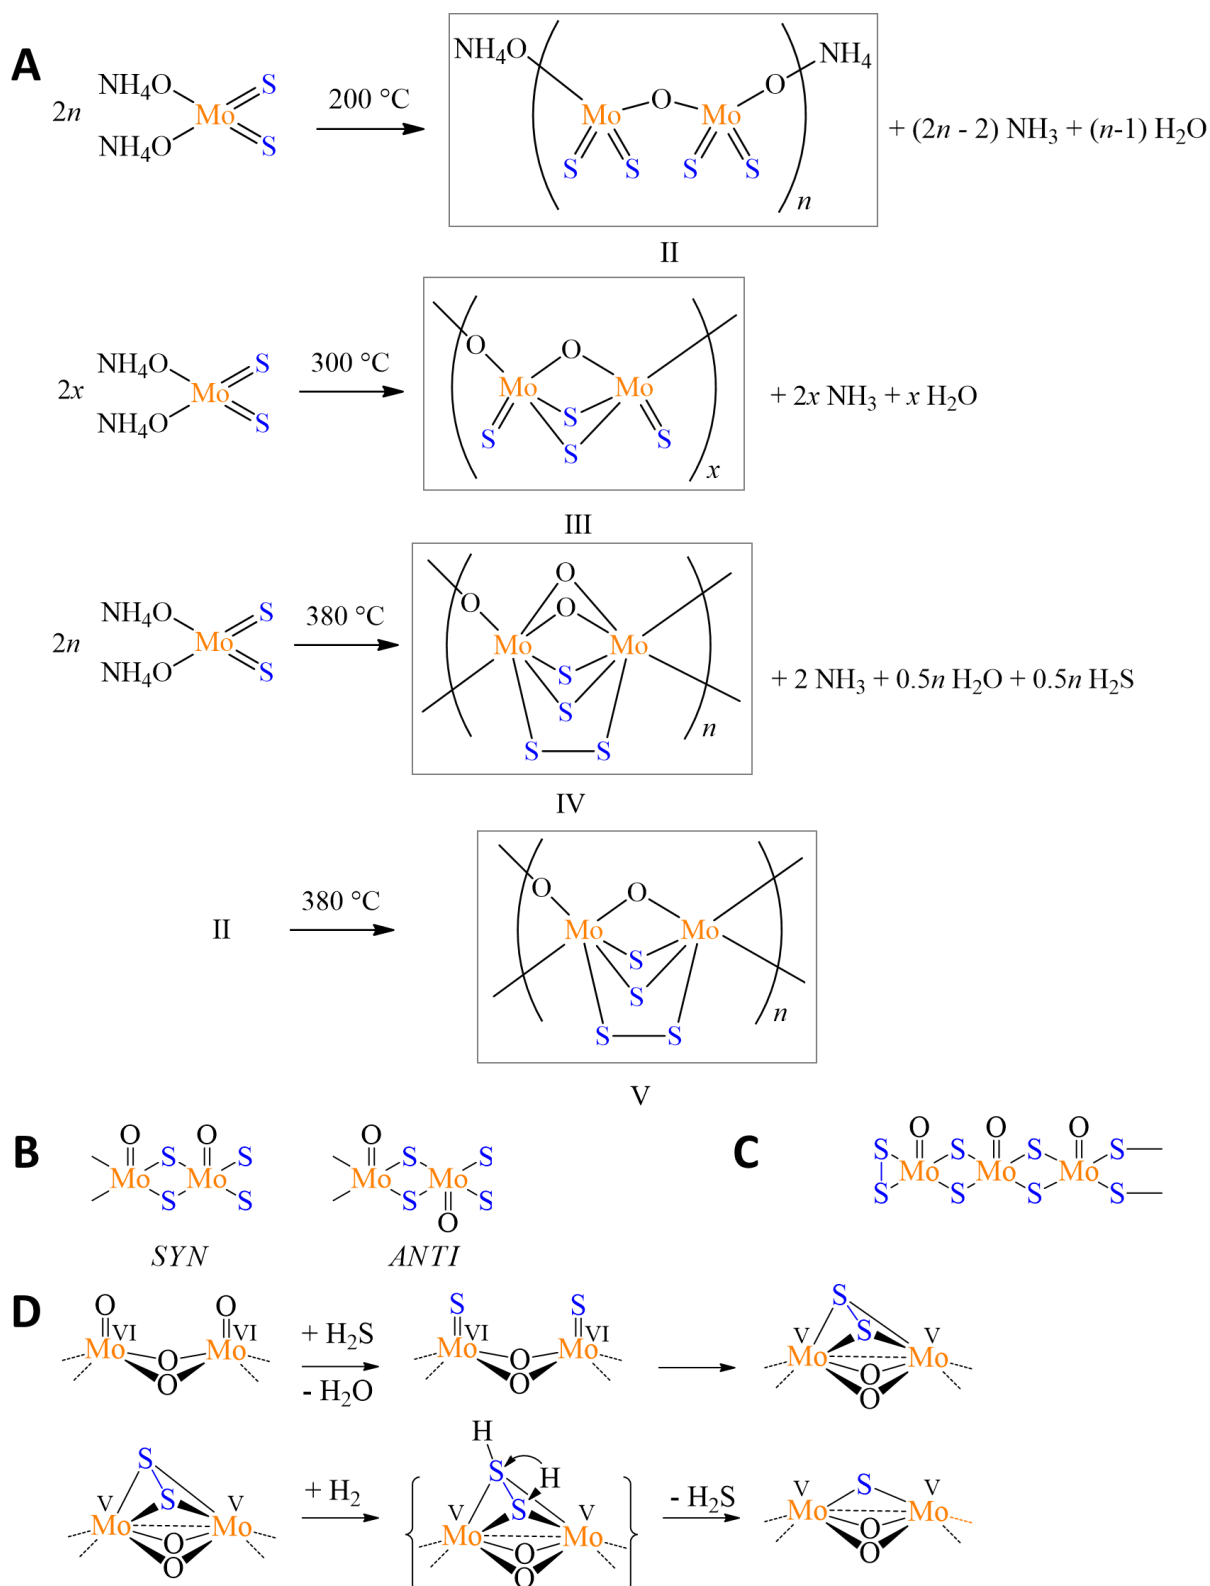 A
2n NH4O NH4O Mo S S 200 °C NH4O Mo O Mo O NH4 S S S S n + (2n - 2) NH3 + (n-1) H2O
II
2x NH4O NH4O Mo S S 300 °C O O Mo Mo S S S S x + 2x NH3 + x H2O
III
2n NH4O NH4O Mo S S 380 °C O O O Mo Mo S S S S n + 2 NH3 + 0.5n H2O + 0.5n H2S
IV
II 380 °C O O Mo Mo S S S S n
V
B O O S S Mo Mo S S
SYN
O S S Mo Mo S S O
ANTI
C S O S O S O S Mo Mo Mo S S S S
D O O VI VI Mo Mo O O + H2S - H2O S S VI VI Mo Mo O O S S V V Mo Mo O O
S S V V Mo Mo O O + H2 H S H S V V Mo Mo O O - H2S V S V Mo Mo O O